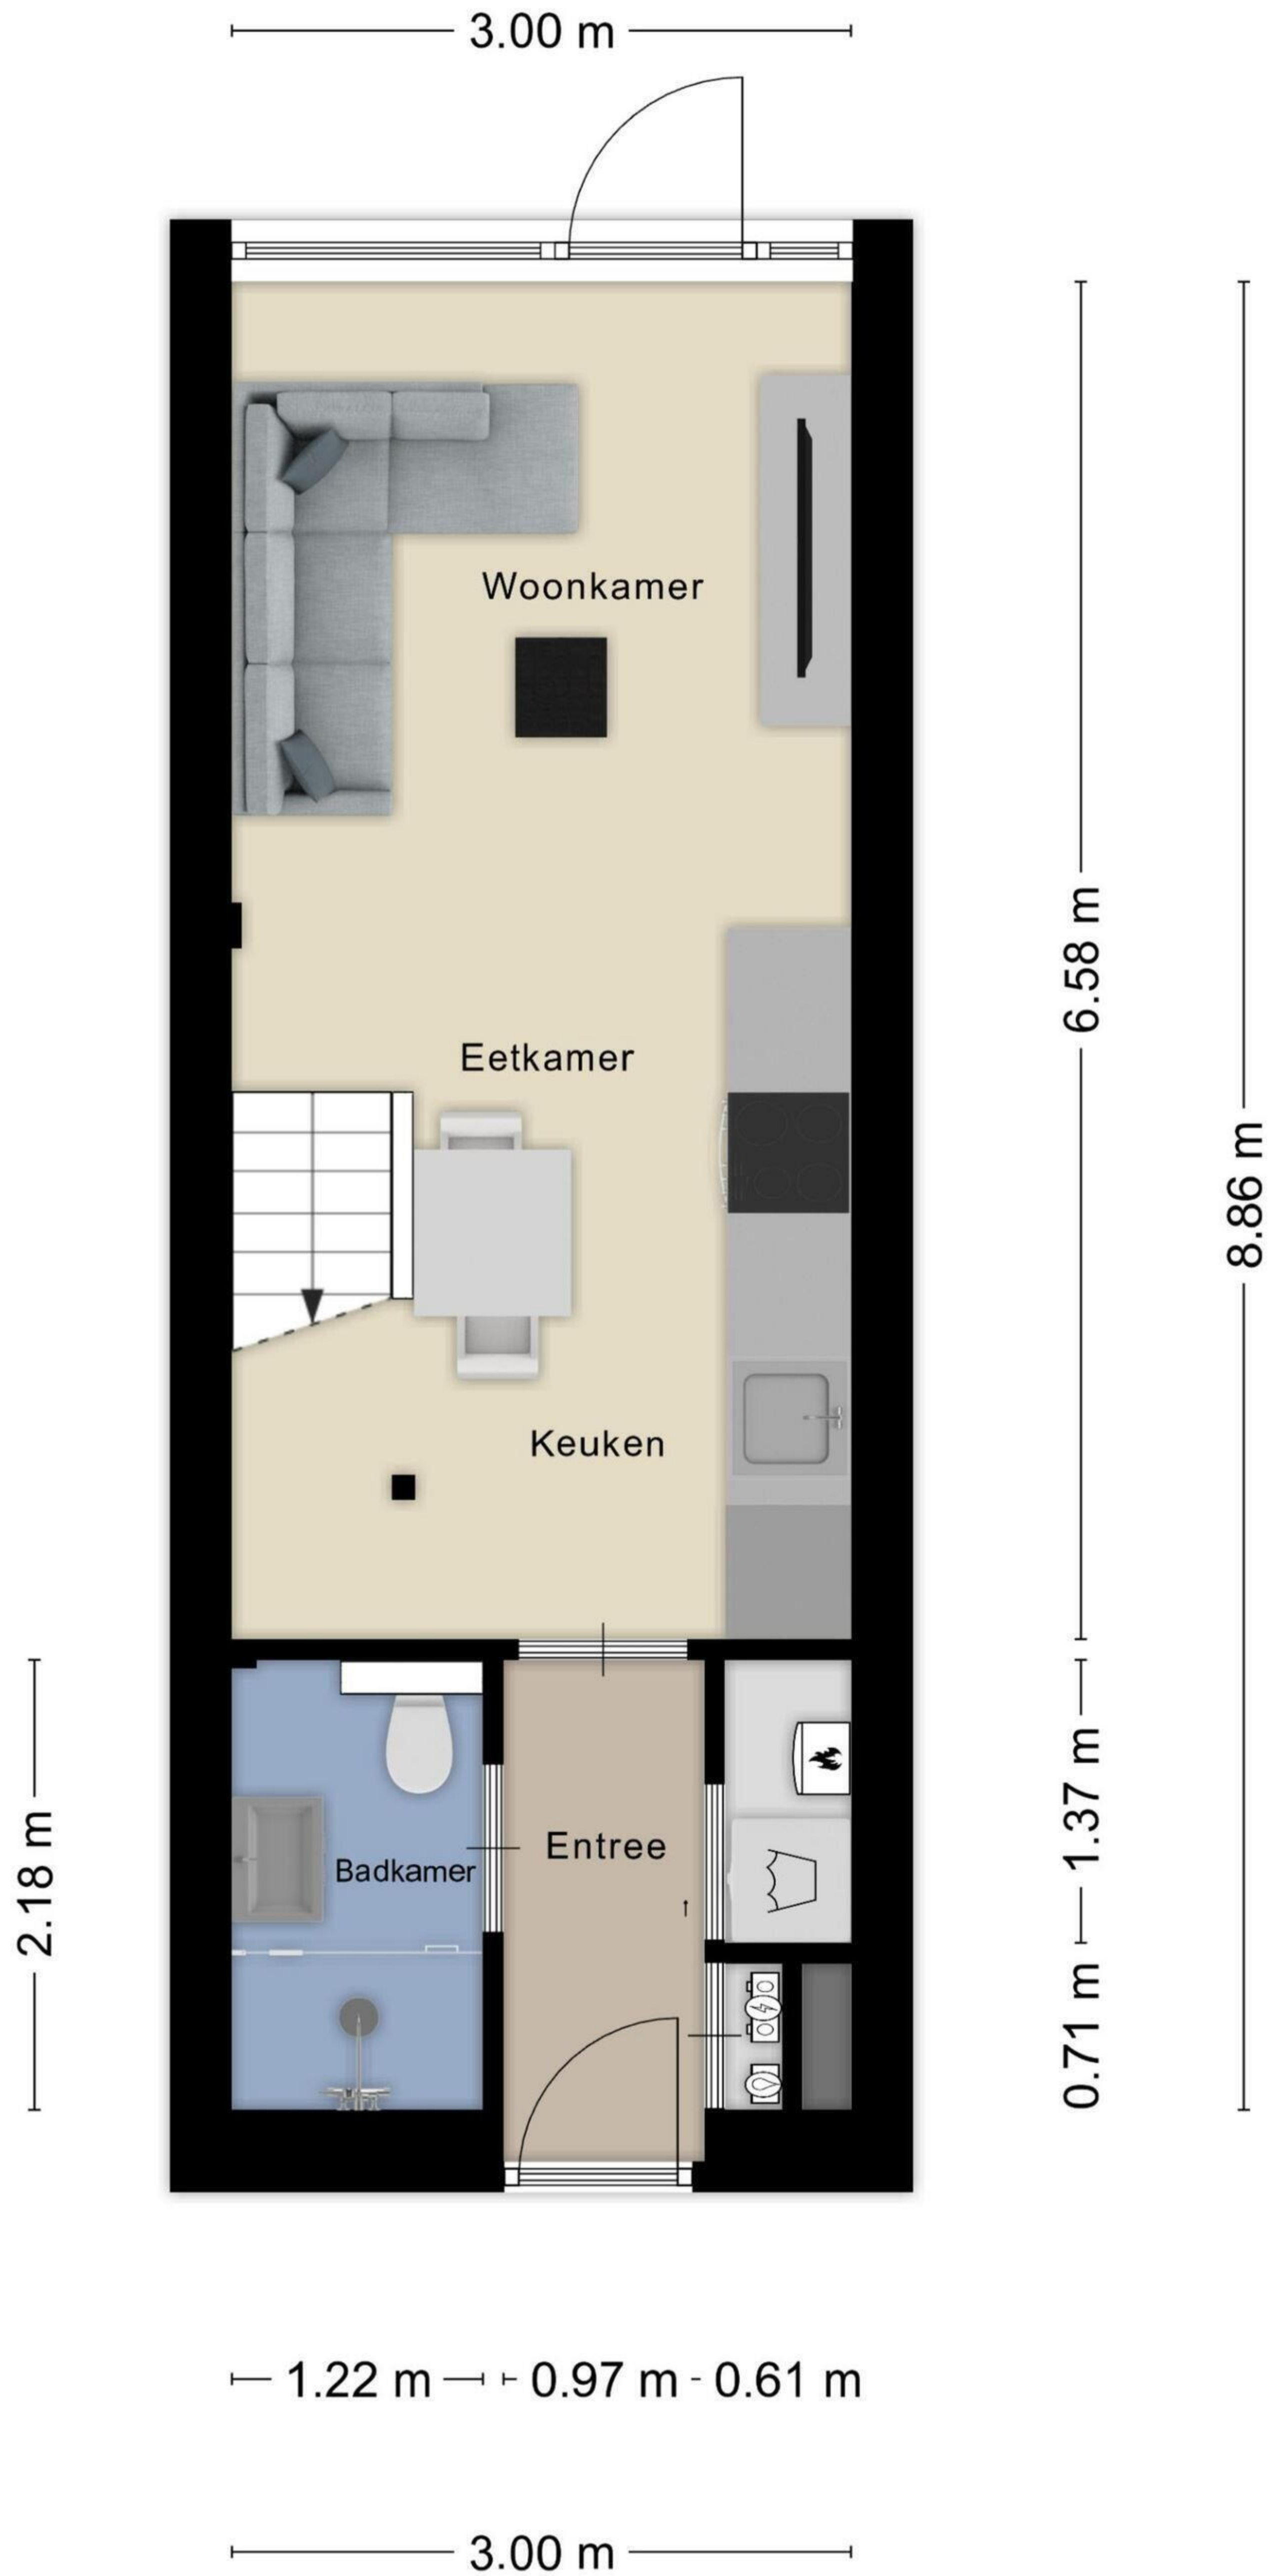 3.00 m
Woonkamer
6.58 m
Eetkamer
8.86 m
Keuken
1.37 m
Entree
Badkamer
2.18 m
0.71 m
1.22 m
0.97 m
0.61 m
3.00 m